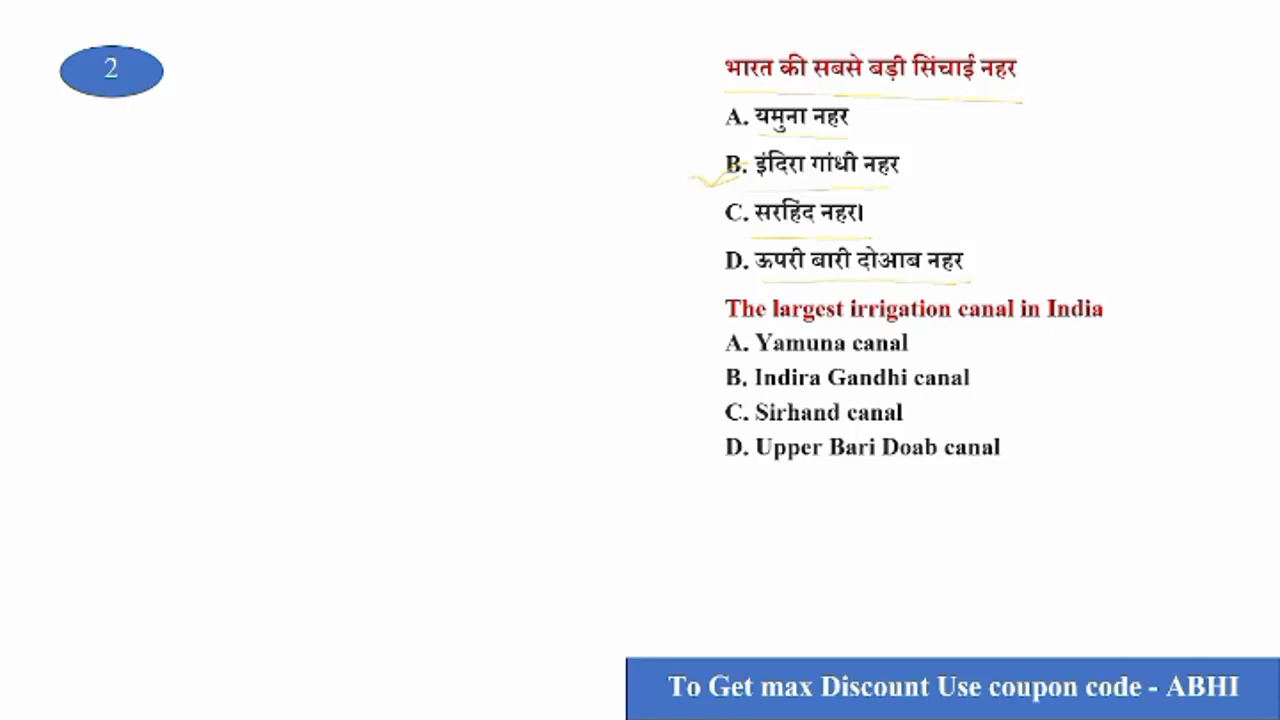 2
भारत की सबसे बड़ी सिंचाई नहर
A. यमुना नहर
B. इंदिरा गांधी नहर
C. सरहिंद नहर।
D. ऊपरी बारी दोआब नहर
The largest irrigation canal in India
A. Yamuna canal
B. Indira Gandhi canal
C. Sirhand canal
D. Upper Bari Doab canal
To Get max Discount Use coupon code - ABHI